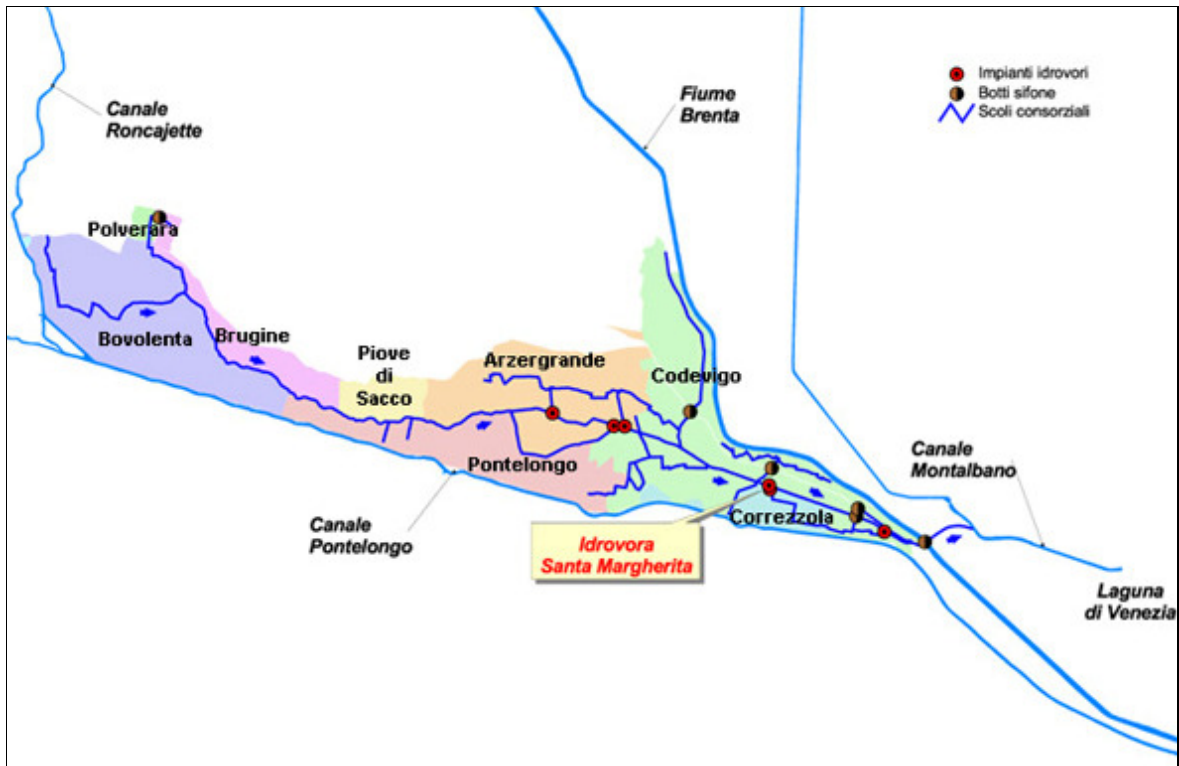 Impianti idrovori
Botti sifone
Scoli consorziali
Canale
Roncajette
Fiume
Brenta
Polverara
Bovolenta
Brugine
Piove
di
Sacco
Arzergrande
Codevigo
Pontelongo
Canale
Pontelongo
Correzzola
Idrovora
Santa Margherita
Canale
Montalbano
Laguna
di Venezia